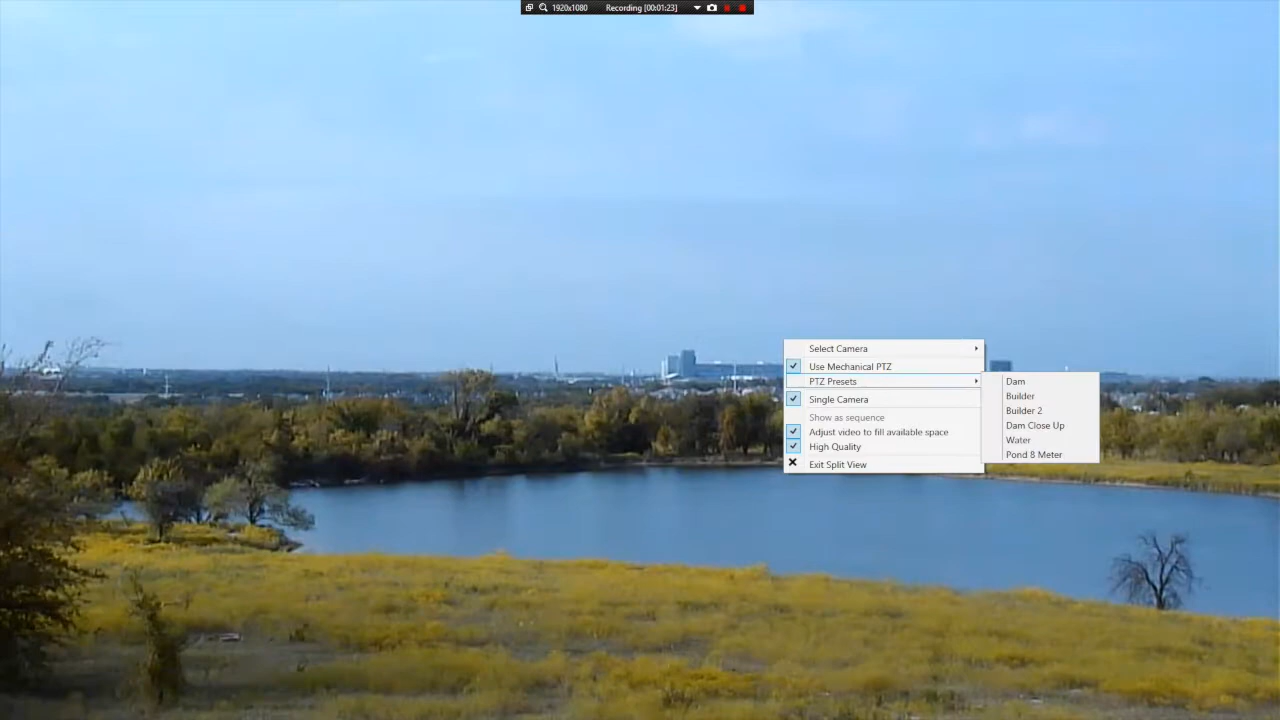 1920x1080 Recording [00:01:23]
Select Camera
Use Mechanical PTZ
PTZ Presets
Single Camera
Show as sequence
Adjust video to fill available space
High Quality
Exit Split View
Dam
Builder
Builder 2
Dam Close Up
Water
Pond 8 Meter